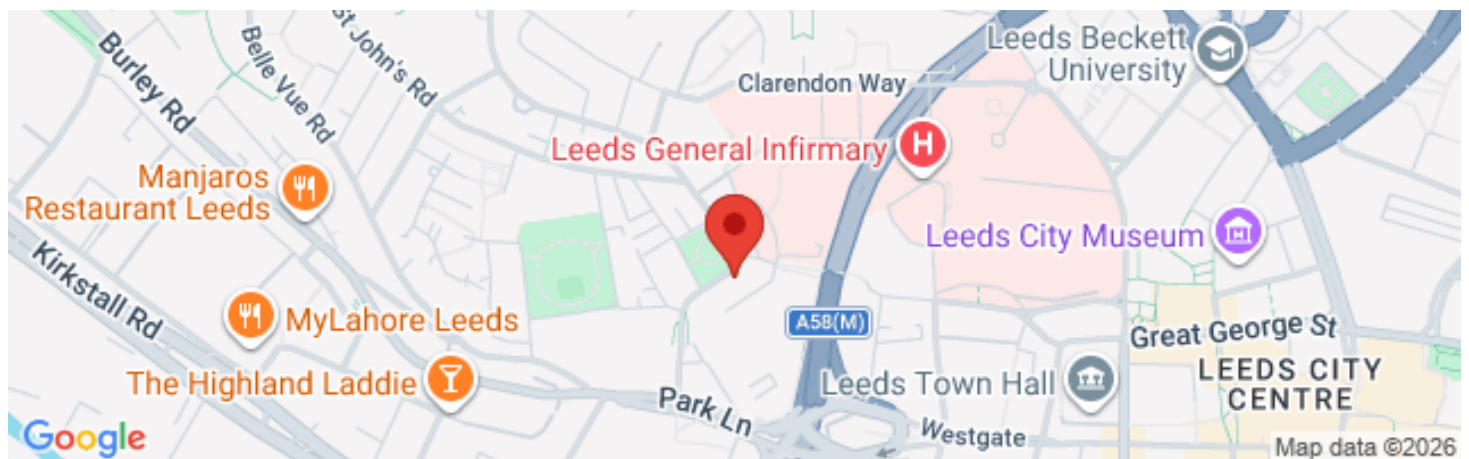 Burley Rd
Belle Vue Rd
St John's Rd
Clarendon Way
Leeds Beckett
University
Leeds General Infirmary
H
Manjaros
Restaurant Leeds
Leeds City Museum
Kirkstall Rd
MyLahore Leeds
A58(M)
Great George St
The Highland Laddie
Leeds Town Hall
LEEDS CITY
CENTRE
Park Ln
Westgate
Google
Map data ©2026